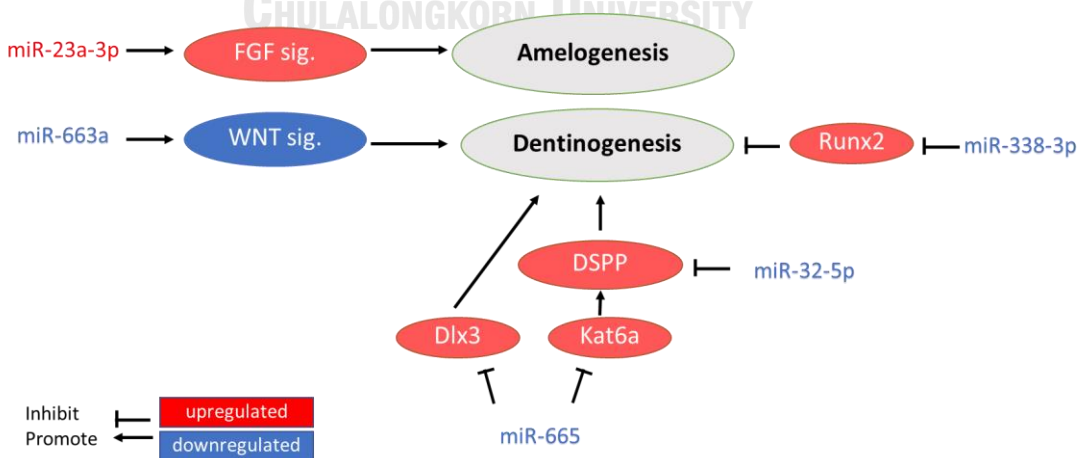 CHULALONGKORN UNIVERSITY
miR-23a-3p
FGF sig.
Amelogenesis
miR-663a
WNT sig.
Dentinogenesis
Runx2
miR-338-3p
DSPP
miR-32-5p
Dlx3
Kat6a
miR-665
Inhibit
upregulated
Promote
downregulated